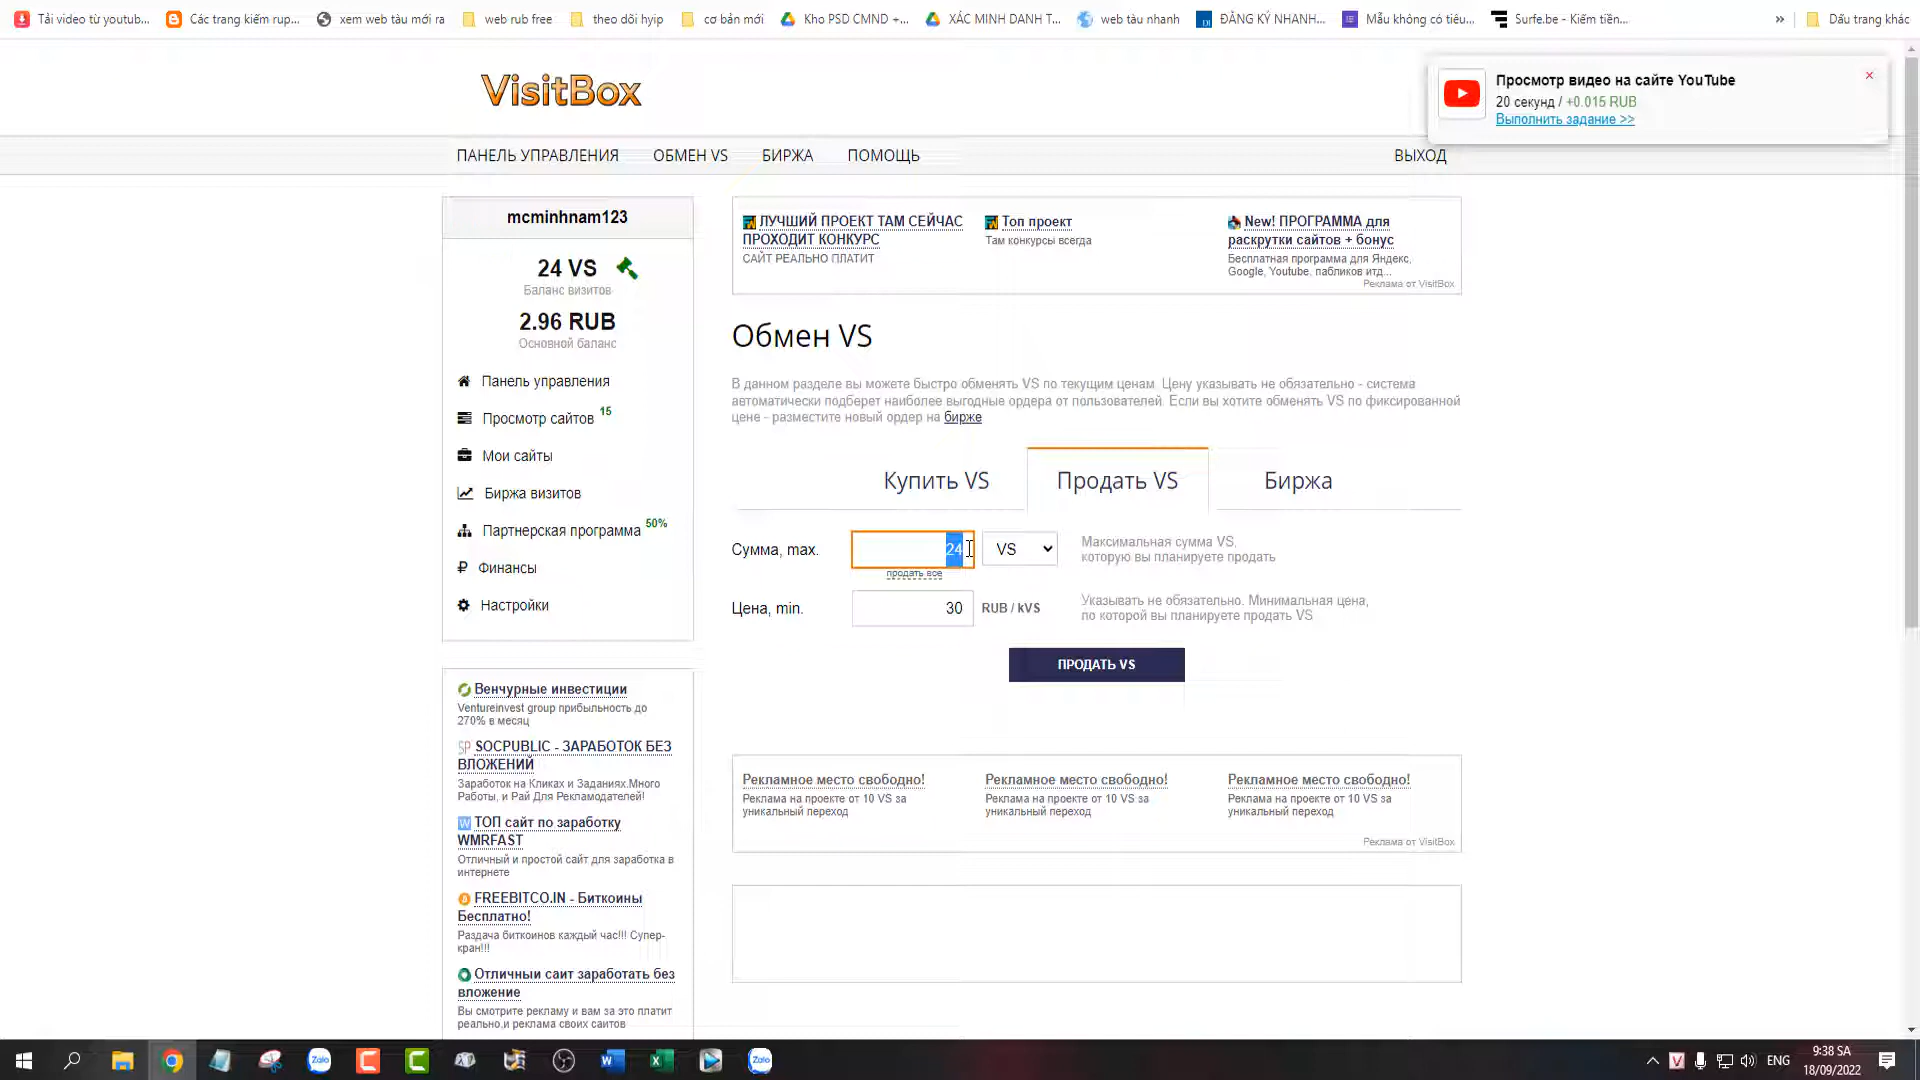 Tải video từ youtub...
Các trang kiếm rup...
xem web tàu mới ra
web rub free
theo dõi hyip
cơ bản mới
Kho PSD CMND +...
XÁC MINH DANH T...
web tàu nhanh
ĐĂNG KÝ NHANH...
Mẫu không có tiêu...
Surfe.be - Kiếm tiền...
»
Dấu trang khác
VisitBox
Просмотр видео на сайте YouTube
20 секунд / +0.015 RUB
Выполнить задание >>
ПАНЕЛЬ УПРАВЛЕНИЯ
ОБМЕН VS
БИРЖА
ПОМОЩЬ
ВЫХОД
mcminhnam123
24 VS
Баланс визитов
2.96 RUB
Основной баланс
Панель управления
Просмотр сайтов 15
Мои сайты
Биржа визитов
Партнерская программа 50%
Финансы
Настройки
ЛУЧШИЙ ПРОЕКТ ТАМ СЕЙЧАС
ПРОХОДИТ КОНКУРС
САЙТ РЕАЛЬНО ПЛАТИТ
Топ проект
Там конкурсы всегда
New! ПРОГРАММА для
раскрутки сайтов + бонус
Бесплатная программа для Яндекс,
Google, Youtube, пабликов итд...
Реклама от VisitBox
Обмен VS
В данном разделе вы можете быстро обменять VS по текущим ценам. Цену указывать не обязательно - система
автоматически подберет наиболее выгодные ордера от пользователей. Если вы хотите обменять VS по фиксированной
цене - разместите новый ордер на бирже
Купить VS
Продать VS
Биржа
Сумма, max.
24
VS
Максимальная сумма VS,
которую вы планируете продать
продать все
Цена, min.
30
RUB / kVS
Указывать не обязательно. Минимальная цена,
по которой вы планируете продать VS
ПРОДАТЬ VS
Венчурные инвестиции
Ventureinvest group прибыльность до
270% в месяц
SOCPUBLIC - ЗАРАБОТОК БЕЗ
ВЛОЖЕНИЙ
Заработок на Кликах и Заданиях.Много
Работы, и Рай Для Рекламодателей!
ТОП сайт по заработку
WMRFAST
Отличный и простой сайт для заработка в
интернете
FREEBITCO.IN - Биткоины
Бесплатно!
Раздача биткоинов каждый час!!! Супер-
кран!!!
Отличный сайт заработать без
вложение
Вы смотрите рекламу и вам за это платит
реально,и реклама своих сайтов
Рекламное место свободно!
Реклама на проекте от 10 VS за
уникальный переход
Рекламное место свободно!
Реклама на проекте от 10 VS за
уникальный переход
Рекламное место свободно!
Реклама на проекте от 10 VS за
уникальный переход
Реклама от VisitBox
Zalo
Zalo
ENG
9:38 SA
18/09/2022